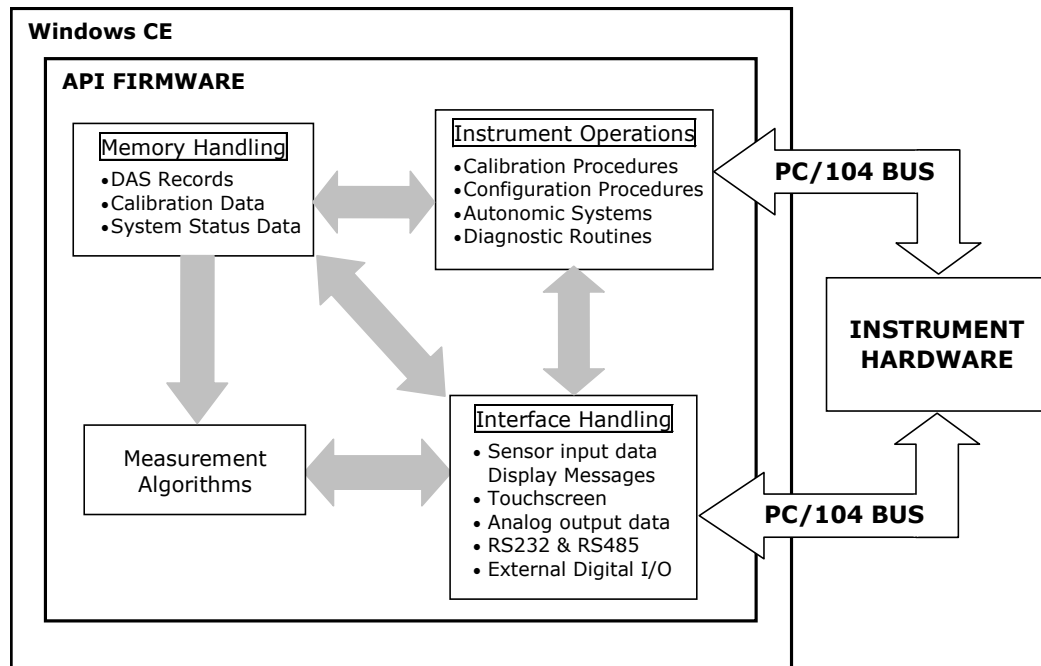 Windows CE
API FIRMWARE
Memory Handling
•DAS Records
•Calibration Data
•System Status Data
Instrument Operations
•Calibration Procedures
•Configuration Procedures
•Autonomic Systems
•Diagnostic Routines
PC/104 BUS
INSTRUMENT
HARDWARE
Measurement
Algorithms
Interface Handling
• Sensor input data
Display Messages
•Touchscreen
• Analog output data
• RS232 & RS485
• External Digital I/O
PC/104 BUS